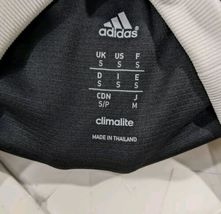 adidas
UK US F
S S S
D I E
S S S
CDN J
S/P M
climalite
MADE IN THAILAND